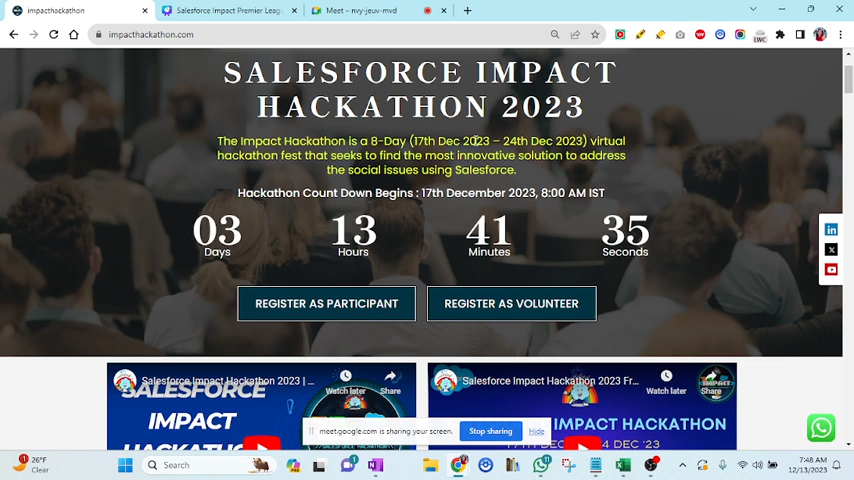 impacthackathon
Salesforce Impact Premier Leagu
Meet – nvy-jeuv-mvd
impacthackathon.com
SALESFORCE IMPACT
HACKATHON 2023
The Impact Hackathon is a 8-Day (17th Dec 2023 – 24th Dec 2023) virtual
hackathon fest that seeks to find the most innovative solution to address
the social issues using Salesforce.
Hackathon Count Down Begins : 17th December 2023, 8:00 AM IST
03 13 41 35
Days Hours Minutes Seconds
REGISTER AS PARTICIPANT REGISTER AS VOLUNTEER
Salesforce Impact Hackathon 2023 | ...
Watch later Share
Salesforce Impact Hackathon 2023 Fr...
Watch later Share
SALESFORCE
IMPACT
HACKATHON
IMPACT HACKATHON
meet.google.com is sharing your screen.
Stop sharing
Hide
26°F
Clear
Search
7:48 AM
12/13/2023